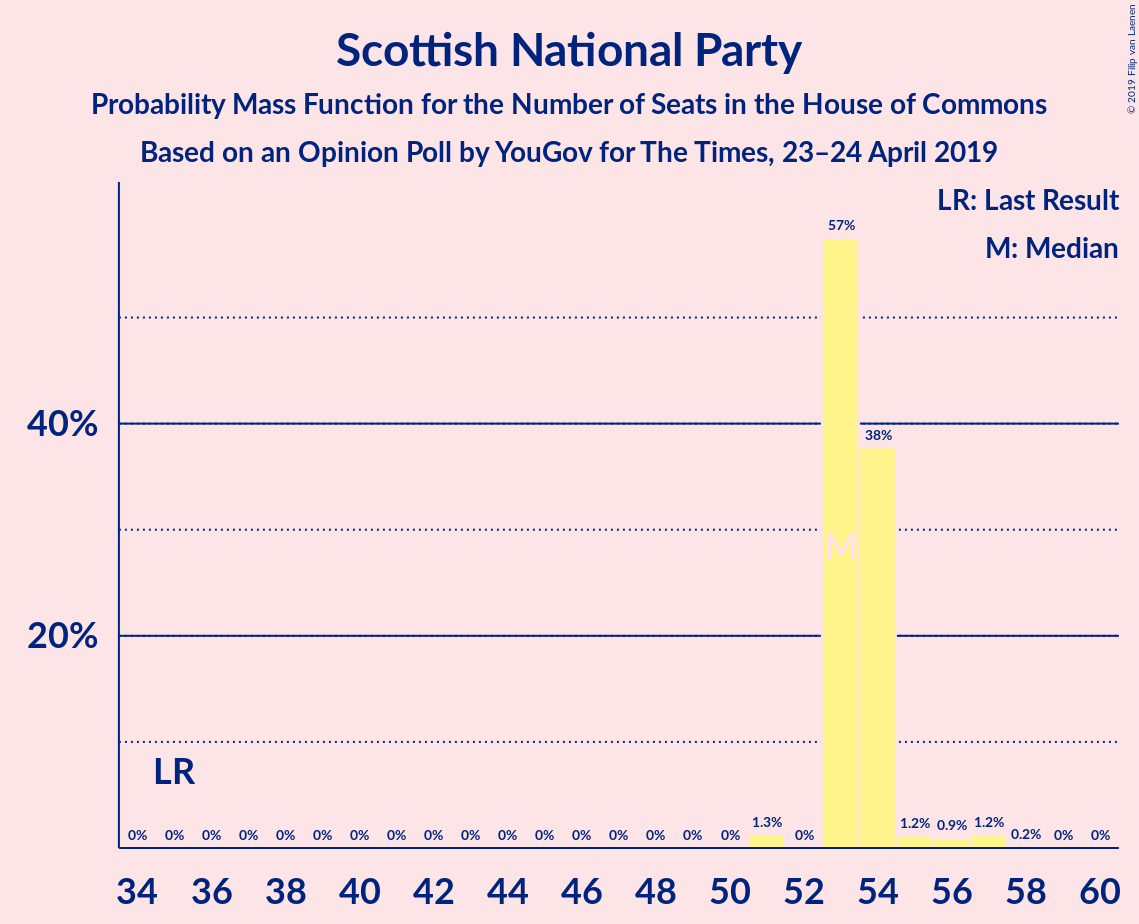 Scottish National Party
Probability Mass Function for the Number of Seats in the House of Commons
Based on an Opinion Poll by YouGov for The Times, 23–24 April 2019
© 2019 Filip van Laenen
LR: Last Result
M: Median
57%
40%
38%
M
20%
LR
0% 0% 0% 0% 0% 0% 0% 0% 0% 0% 0% 0% 0% 0% 0% 0% 0% 1.3% 0% 1.2% 0.9% 1.2% 0.2% 0% 0%
34 36 38 40 42 44 46 48 50 52 54 56 58 60